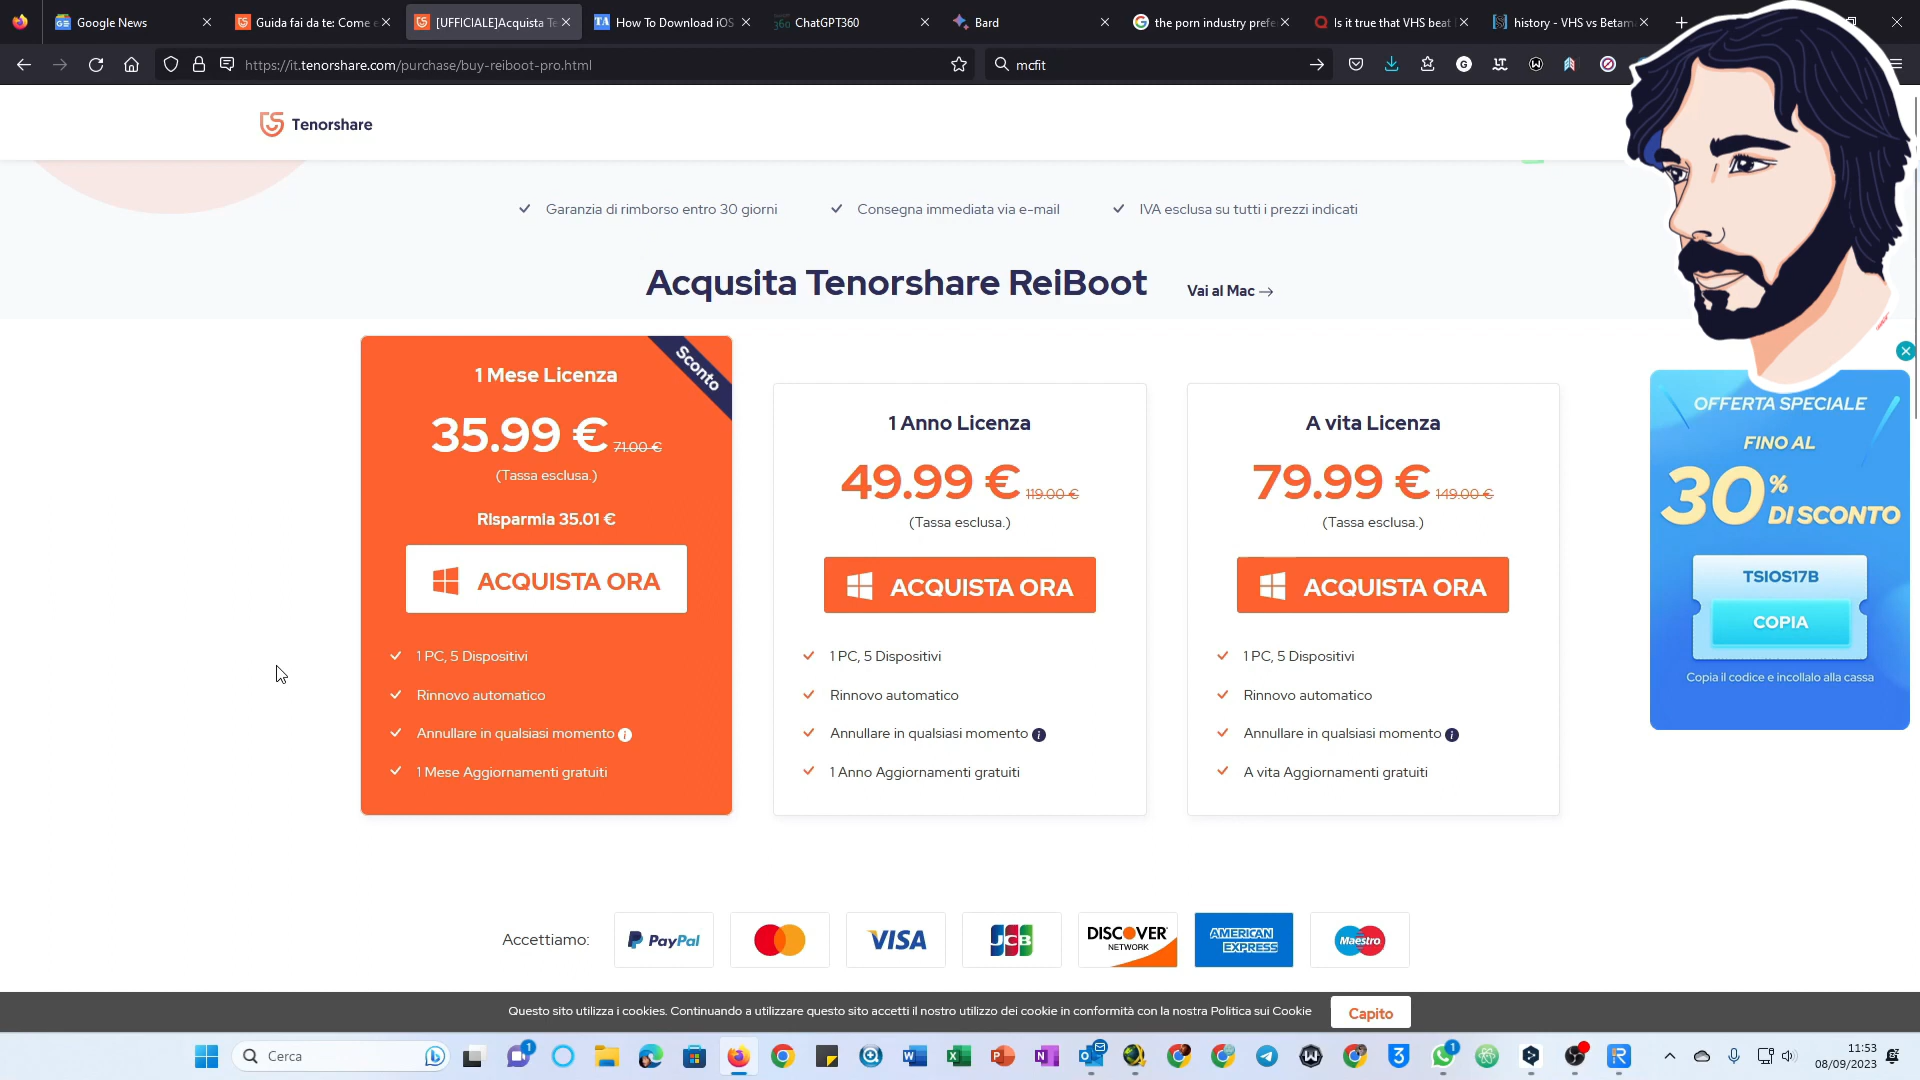 Google News
Guida fai da te: Come e
[UFFICIALE]Acquista Te
How To Download iOS
ChatGPT360
Bard
the porn industry prefe
Is it true that VHS beat
history - VHS vs Betam
https://it.tenorshare.com/purchase/buy-reiboot-pro.html
mcfit
Tenorshare
Garanzia di rimborso entro 30 giorni
Consegna immediata via e-mail
IVA esclusa su tutti i prezzi indicati
Acqusita Tenorshare ReiBoot
Vai al Mac
Sconto
1 Mese Licenza
35.99 € 71.00 €
(Tassa esclusa.)
Risparmia 35.01 €
ACQUISTA ORA
1 PC, 5 Dispositivi
Rinnovo automatico
Annullare in qualsiasi momento
1 Mese Aggiornamenti gratuiti
1 Anno Licenza
49.99 € 119.00 €
(Tassa esclusa.)
ACQUISTA ORA
1 PC, 5 Dispositivi
Rinnovo automatico
Annullare in qualsiasi momento
1 Anno Aggiornamenti gratuiti
A vita Licenza
79.99 € 149.00 €
(Tassa esclusa.)
ACQUISTA ORA
1 PC, 5 Dispositivi
Rinnovo automatico
Annullare in qualsiasi momento
A vita Aggiornamenti gratuiti
OFFERTA SPECIALE
FINO AL
30% DI SCONTO
TSIOS17B
COPIA
Copia il codice e incollalo alla cassa
Accettiamo:
PayPal
VISA
JCB
DISCOVER
NETWORK
AMERICAN
EXPRESS
Maestro
Questo sito utilizza i cookies. Continuando a utilizzare questo sito accetti il nostro utilizzo dei cookie in conformità con la nostra Politica sui Cookie
Capito
Cerca
11:53
08/09/2023